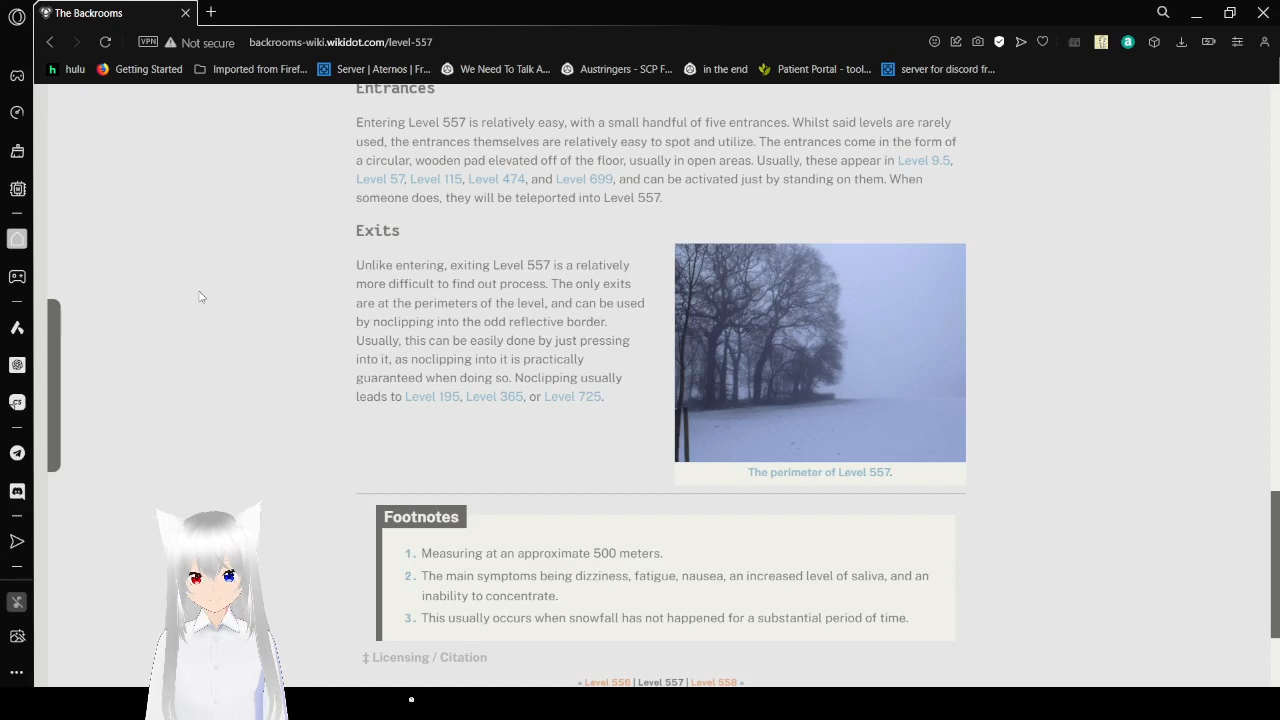 The Backrooms
VPN
Not secure
backrooms-wiki.wikidot.com/level-557
hulu
Getting Started
Imported from Firef...
Server | Aternos | Fr...
We Need To Talk A...
Austringers - SCP F...
in the end
Patient Portal - tool...
server for discord fr...
Entrances
Entering Level 557 is relatively easy, with a small handful of five entrances. Whilst said levels are rarely
used, the entrances themselves are relatively easy to spot and utilize. The entrances come in the form of
a circular, wooden pad elevated off of the floor, usually in open areas. Usually, these appear in Level 9.5,
Level 57, Level 115, Level 474, and Level 699, and can be activated just by standing on them. When
someone does, they will be teleported into Level 557.
Exits
Unlike entering, exiting Level 557 is a relatively
more difficult to find out process. The only exits
are at the perimeters of the level, and can be used
by noclipping into the odd reflective border.
Usually, this can be easily done by just pressing
into it, as noclipping into it is practically
guaranteed when doing so. Noclipping usually
leads to Level 195, Level 365, or Level 725.
The perimeter of Level 557.
Footnotes
1. Measuring at an approximate 500 meters.
2. The main symptoms being dizziness, fatigue, nausea, an increased level of saliva, and an
inability to concentrate.
3. This usually occurs when snowfall has not happened for a substantial period of time.
‡ Licensing / Citation
« Level 556 | Level 557 | Level 558 »